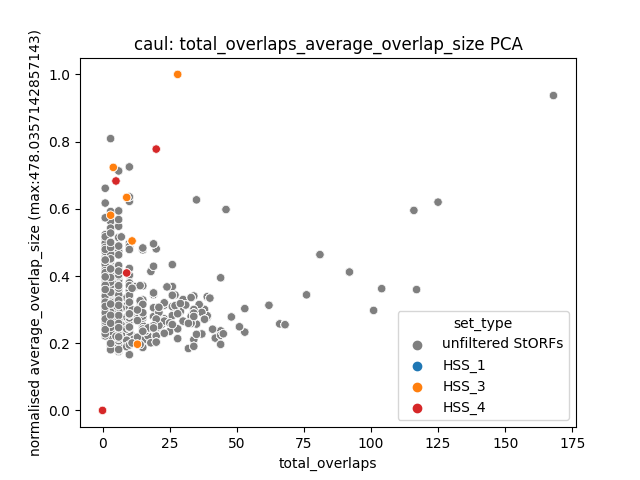 caul: total_overlaps_average_overlap_size PCA
normalised average_overlap_size (max:478.0357142857143)
1.0
0.8
0.6
0.4
0.2
0.0
set_type
unfiltered StORFs
HSS_1
HSS_3
HSS_4
0 25 50 75 100 125 150 175
total_overlaps